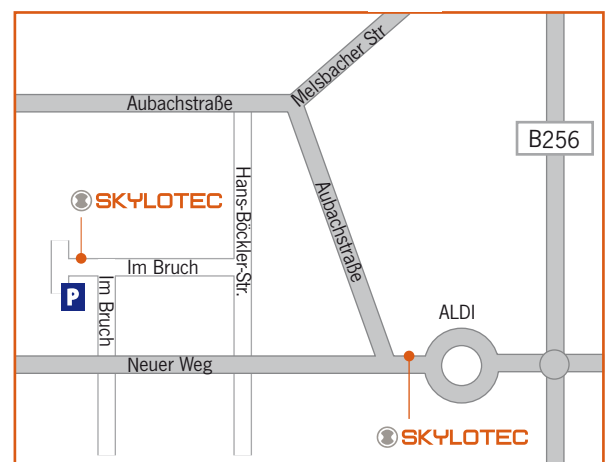 Melsbacher Str
Aubachstraße
B256
Hans-Böckler-Str.
Aubachstraße
SKYLOTEC
Im Bruch
P
Im Bruch
ALDI
Neuer Weg
SKYLOTEC